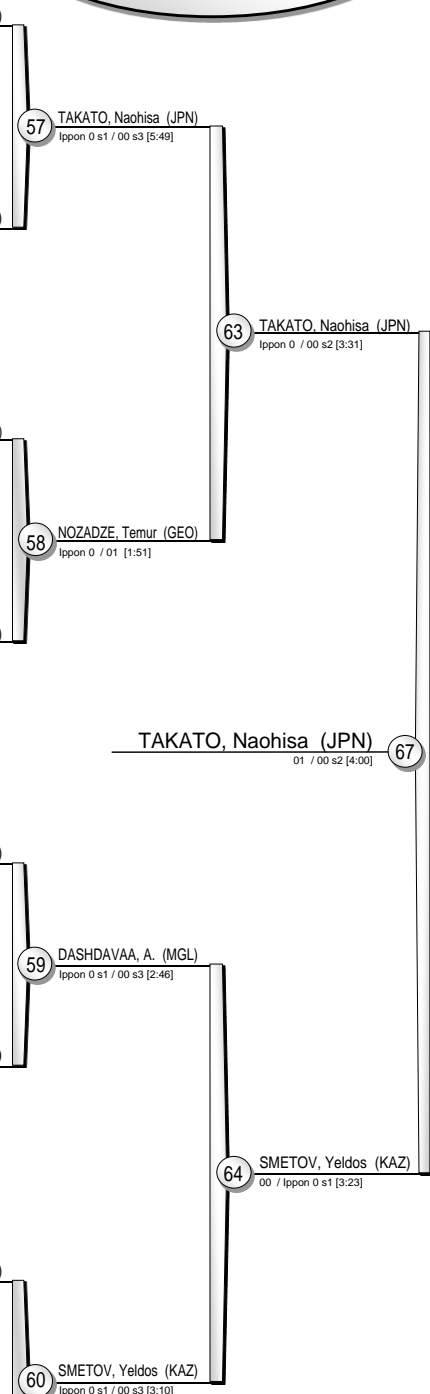 57 TAKATO, Naohisa (JPN)
Ippon 0 s1 / 00 s3 [5:49]
63 TAKATO, Naohisa (JPN)
Ippon 0 / 00 s2 [3:31]
58 NOZADZE, Temur (GEO)
Ippon 0 / 01 [1:51]
TAKATO, Naohisa (JPN) 67
01 / 00 s2 [4:00]
59 DASHDAVAA, A. (MGL)
Ippon 0 s1 / 00 s3 [2:46]
64 SMETOV, Yeldos (KAZ)
00 / Ippon 0 s1 [3:23]
60 SMETOV, Yeldos (KAZ)
Ippon 0 s1 / 00 s3 [3:10]